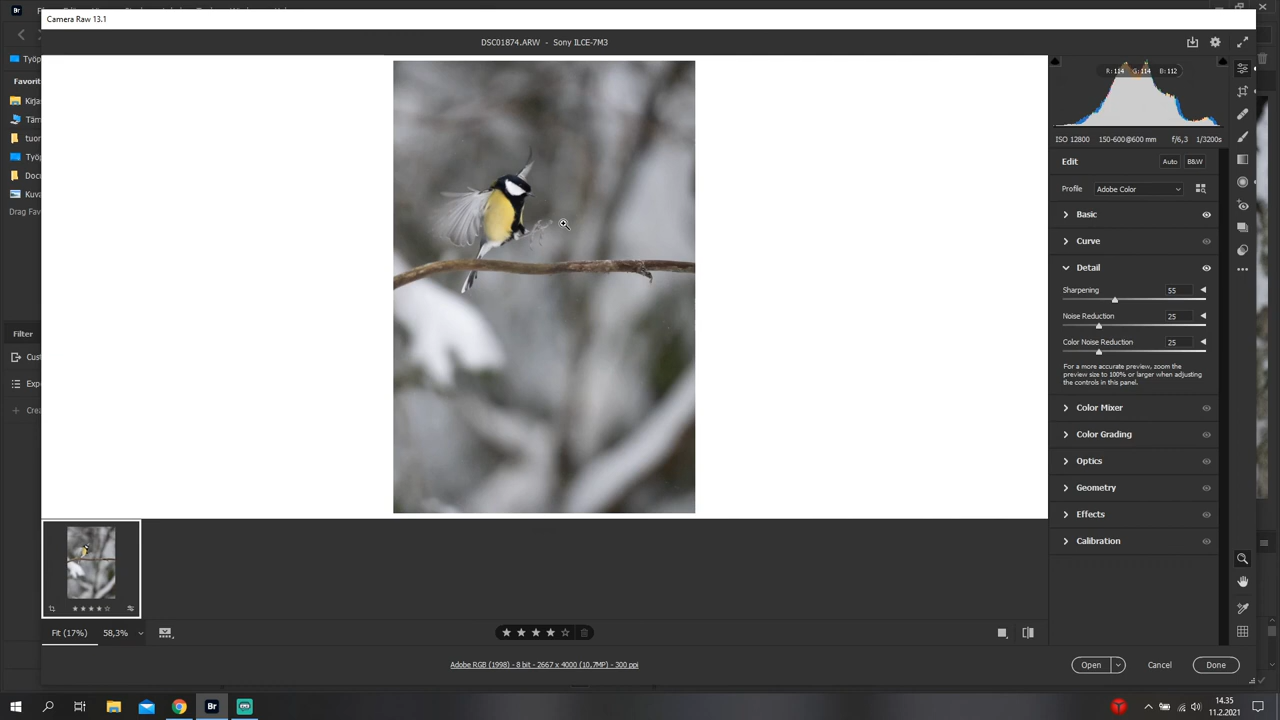 Camera Raw 13.1
DSC01874.ARW - Sony ILCE-7M3
Favorit
Filter
R:114 G:114 B:112
ISO 12800 150-600@600 mm f/6,3 1/3200s
Edit Auto B&W
Profile Adobe Color
Basic
Curve
Detail
Sharpening 55
Noise Reduction 25
Color Noise Reduction 25
For a more accurate preview, zoom the
preview size to 100% or larger when adjusting
the controls in this panel.
Color Mixer
Color Grading
Optics
Geometry
Effects
Calibration
Fit (17%) 58,3%
Adobe RGB (1998) - 8 bit - 2667 x 4000 (10,7MP) - 300 ppi
Open Cancel Done
Br
14.35
11.2.2021